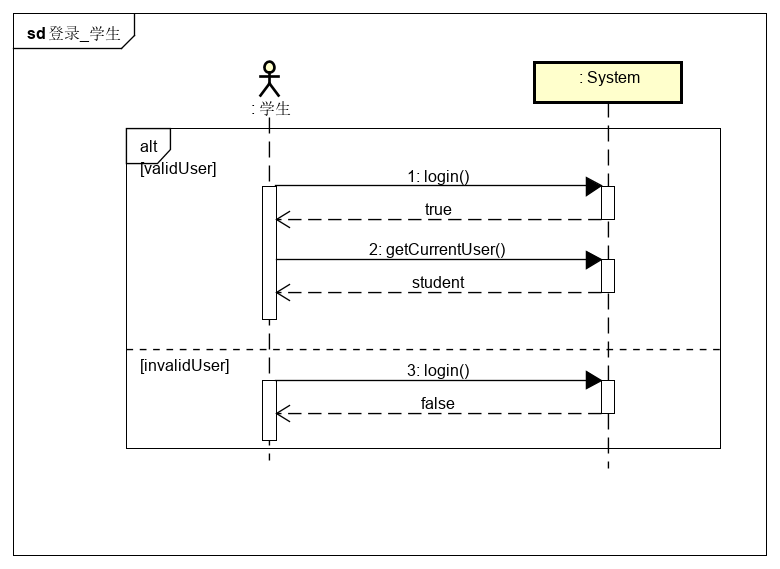 sd 登录_学生
: 学生
: System
alt
[validUser]
1: login()
true
2: getCurrentUser()
student
[invalidUser]
3: login()
false